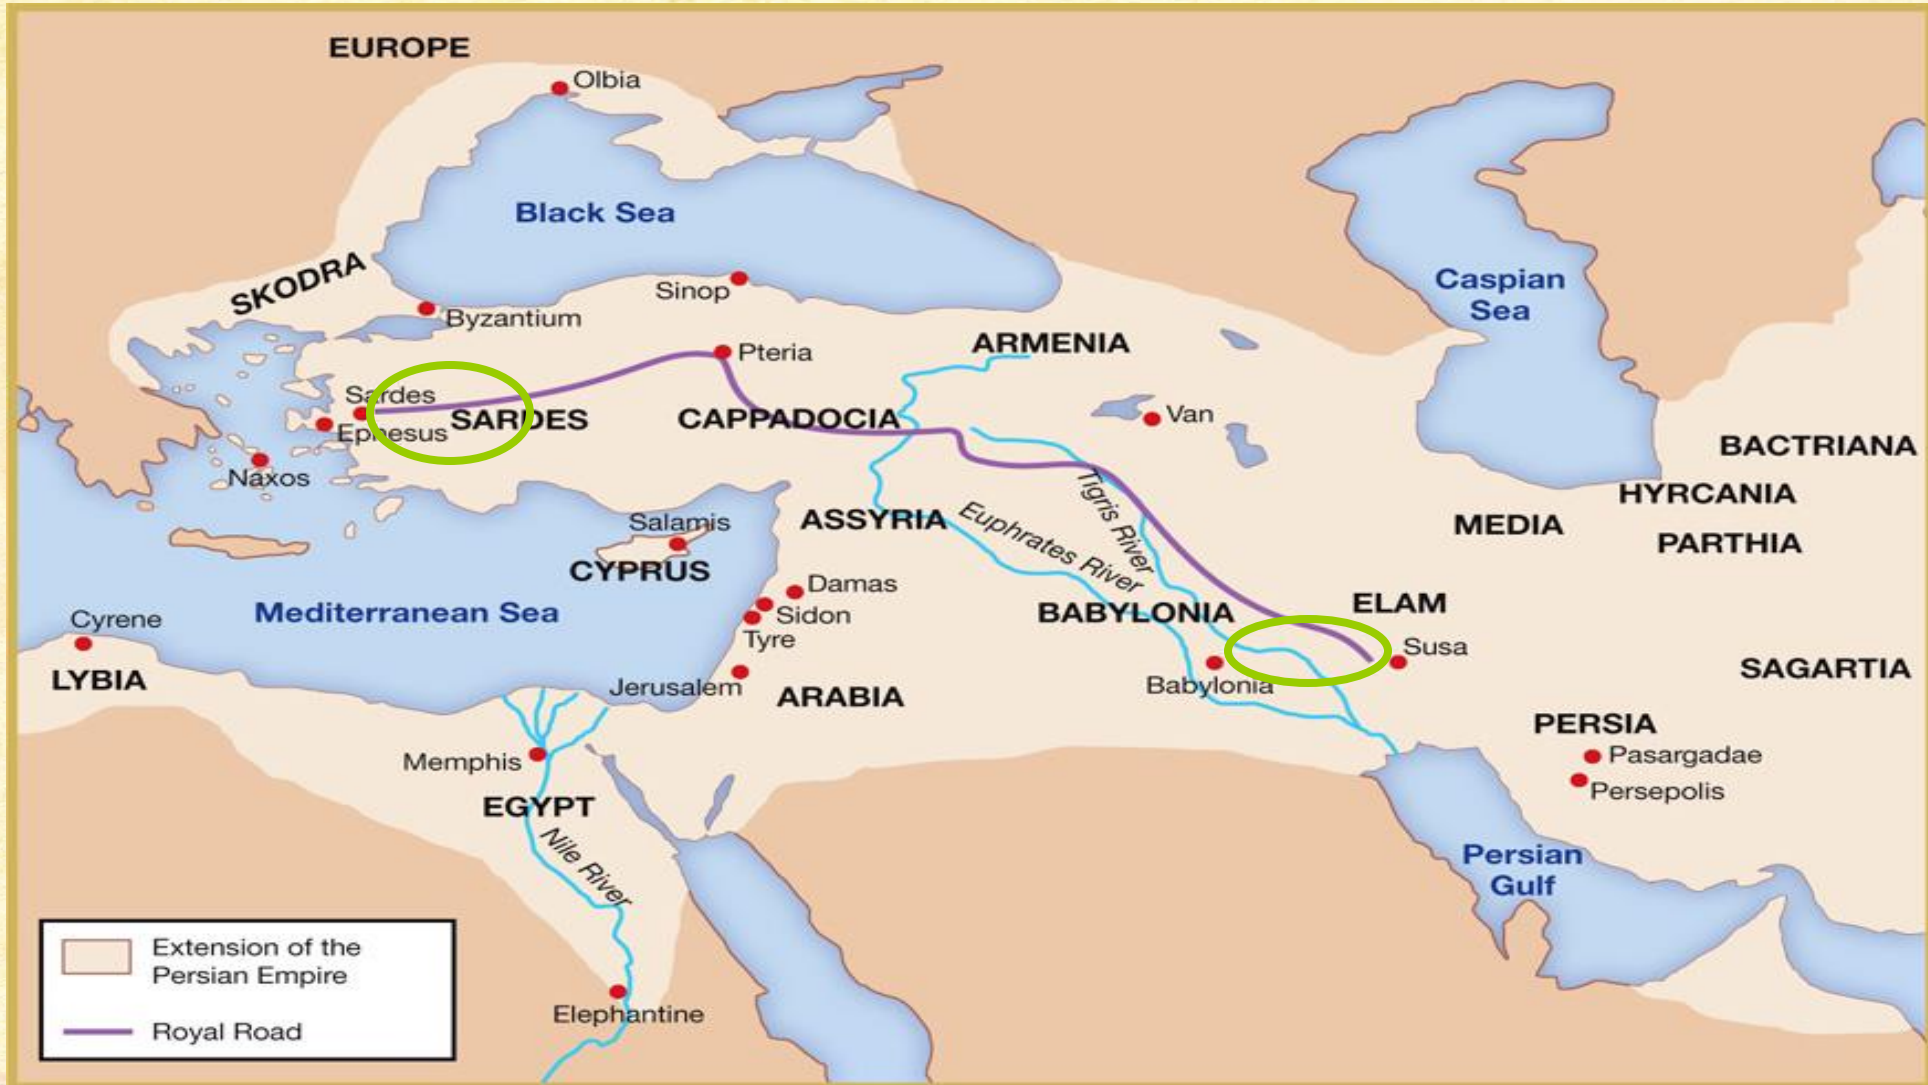 EUROPE
Olbia
Black Sea
Caspian
Sea
SKODRA
Sinop
Byzantium
ARMENIA
Pteria
Sardes
SARDES
CAPPADOCIA
Van
Ephesus
BACTRIANA
Naxos
HYRCANIA
Tigris River
Euphrates River
Salamis
ASSYRIA
MEDIA
PARTHIA
CYPRUS
Damas
Mediterranean Sea
Sidon
Tyre
BABYLONIA
ELAM
Cyrene
Susa
LYBIA
Jerusalem
ARABIA
Babylonia
SAGARTIA
PERSIA
Memphis
Pasargadae
Persepolis
EGYPT
Nile River
Persian
Gulf
Extension of the
Persian Empire
Elephantine
Royal Road